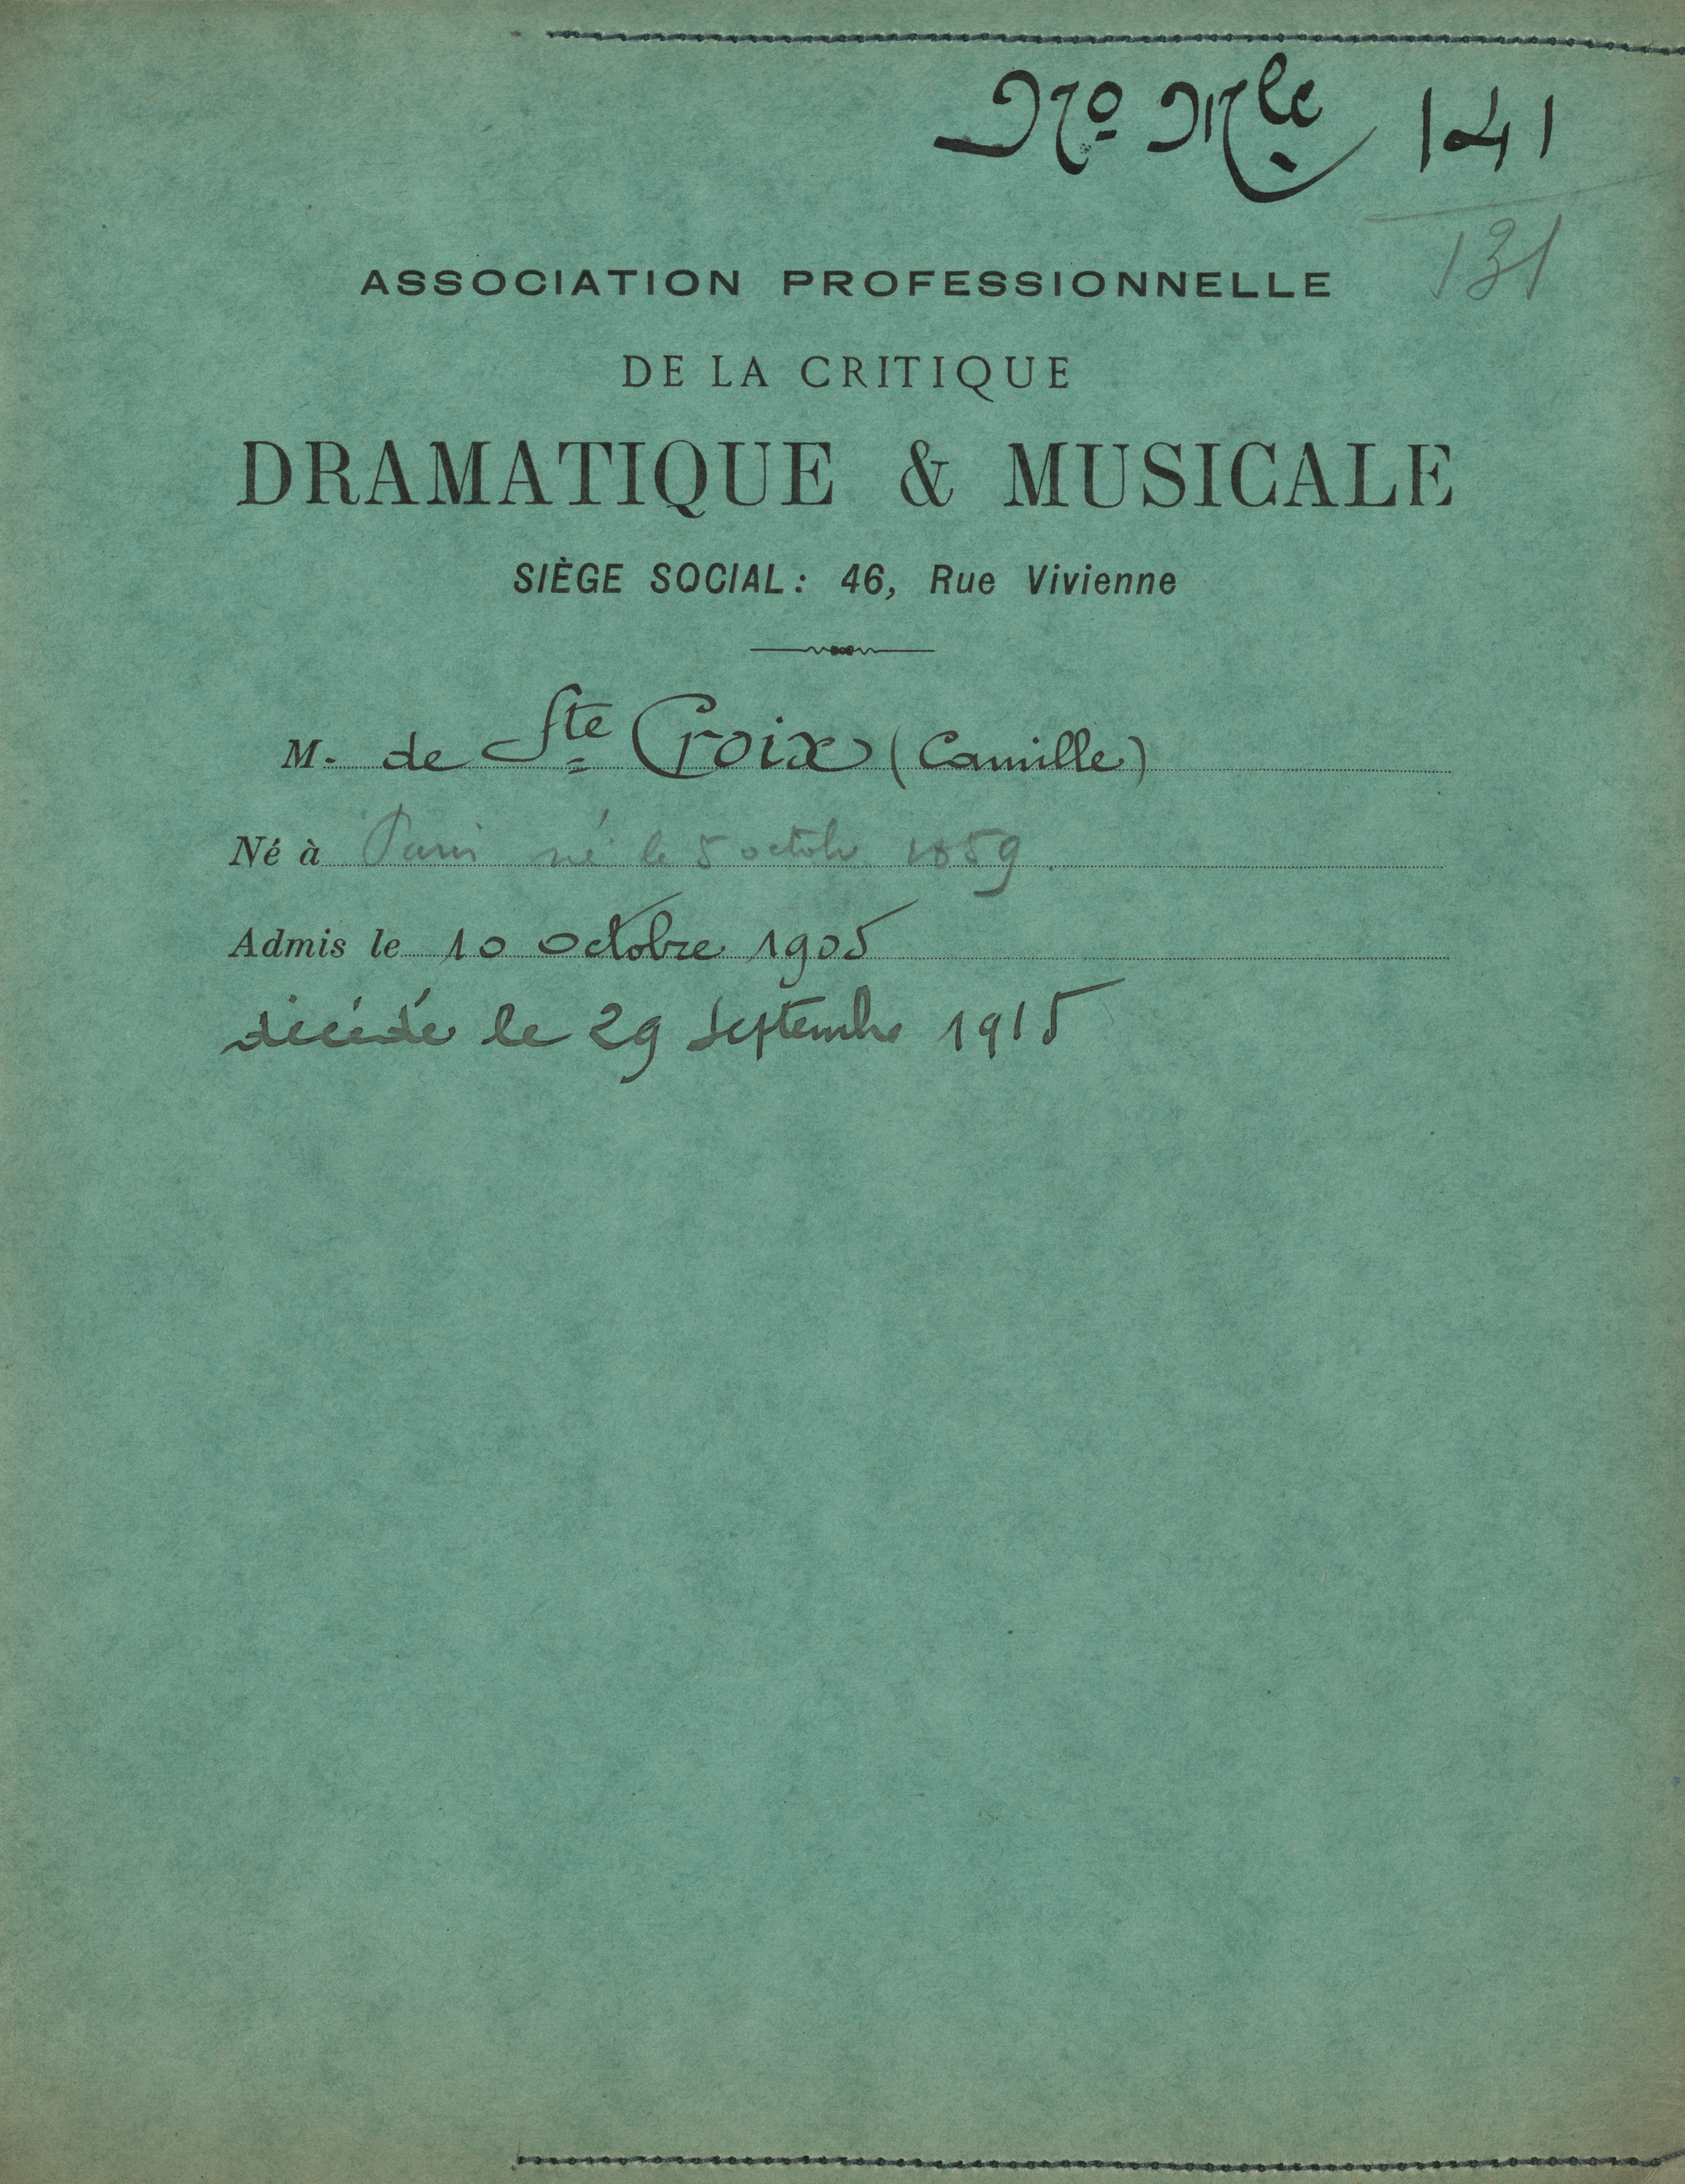 No Mle 141
131
ASSOCIATION PROFESSIONNELLE
DE LA CRITIQUE
DRAMATIQUE & MUSICALE
SIÈGE SOCIAL: 46, Rue Vivienne
M. de Ste Croix (Camille)
Né à Paris né le 5 octobre 1859.
Admis le 10 octobre 1905
décédé le 29 septembre 1915